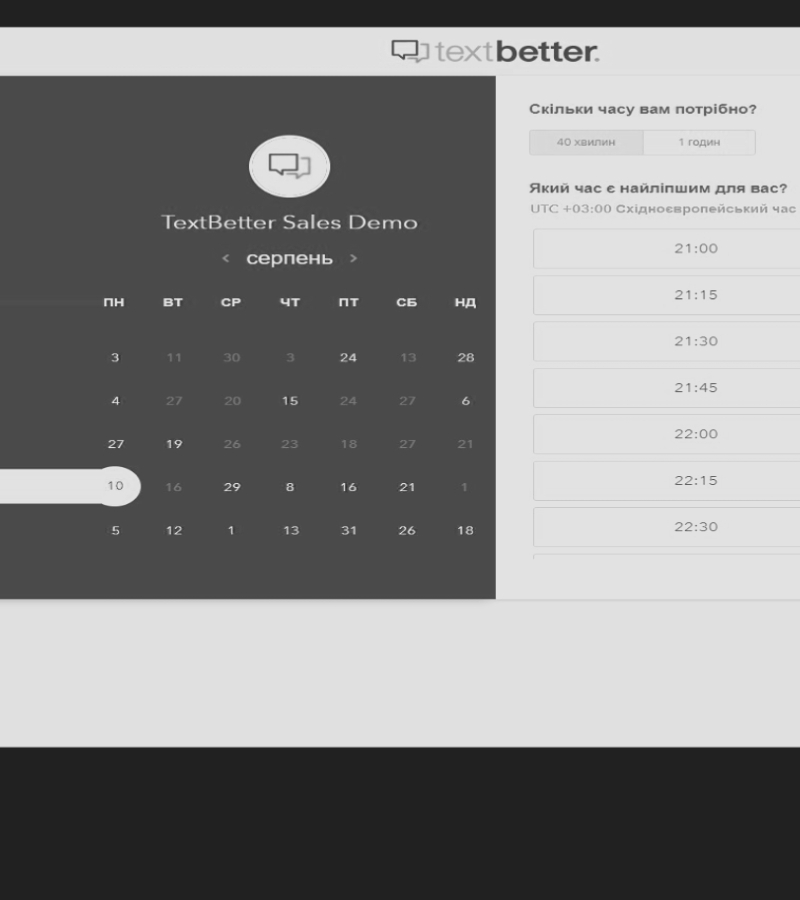 textbetter.
TextBetter Sales Demo
< серпень >
ПН ВТ СР ЧТ ПТ СБ НД
3 11 30 3 24 13 28
4 27 20 15 24 27 6
27 19 26 23 18 27 21
10 16 29 8 16 21 1
5 12 1 13 31 26 18
Скільки часу вам потрібно?
40 хвилин 1 годин
Який час є найліпшим для вас?
UTC +03:00 Східноєвропейський час
21:00
21:15
21:30
21:45
22:00
22:15
22:30